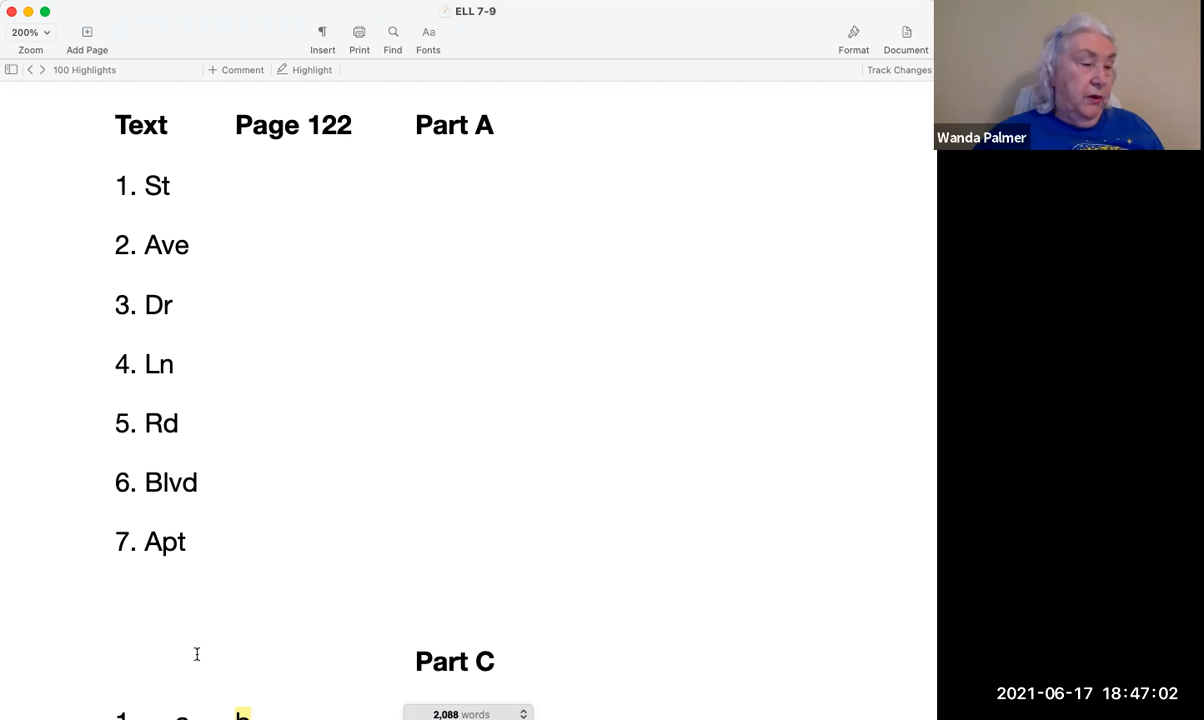 ELL 7-9
200%
Zoom
Add Page
Insert
Print
Find
Aa
Fonts
Format
Document
100 Highlights
+ Comment
Highlight
Track Changes
Text Page 122 Part A
1. St
2. Ave
3. Dr
4. Ln
5. Rd
6. Blvd
7. Apt
Part C
1. a b
2,088 words
Wanda Palmer
2021-06-17 18:47:02